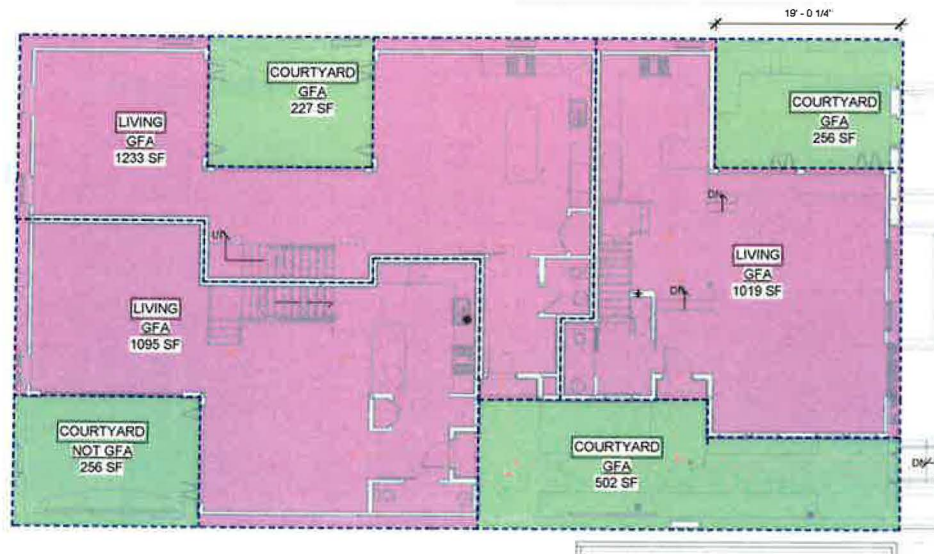 19' - 0 1/4"
COURTYARD
GFA
227 SF
COURTYARD
GFA
256 SF
LIVING
GFA
1233 SF
DN
UP
LIVING
GFA
1019 SF
DN
LIVING
GFA
1095 SF
COURTYARD
NOT GFA
256 SF
COURTYARD
GFA
502 SF
DN